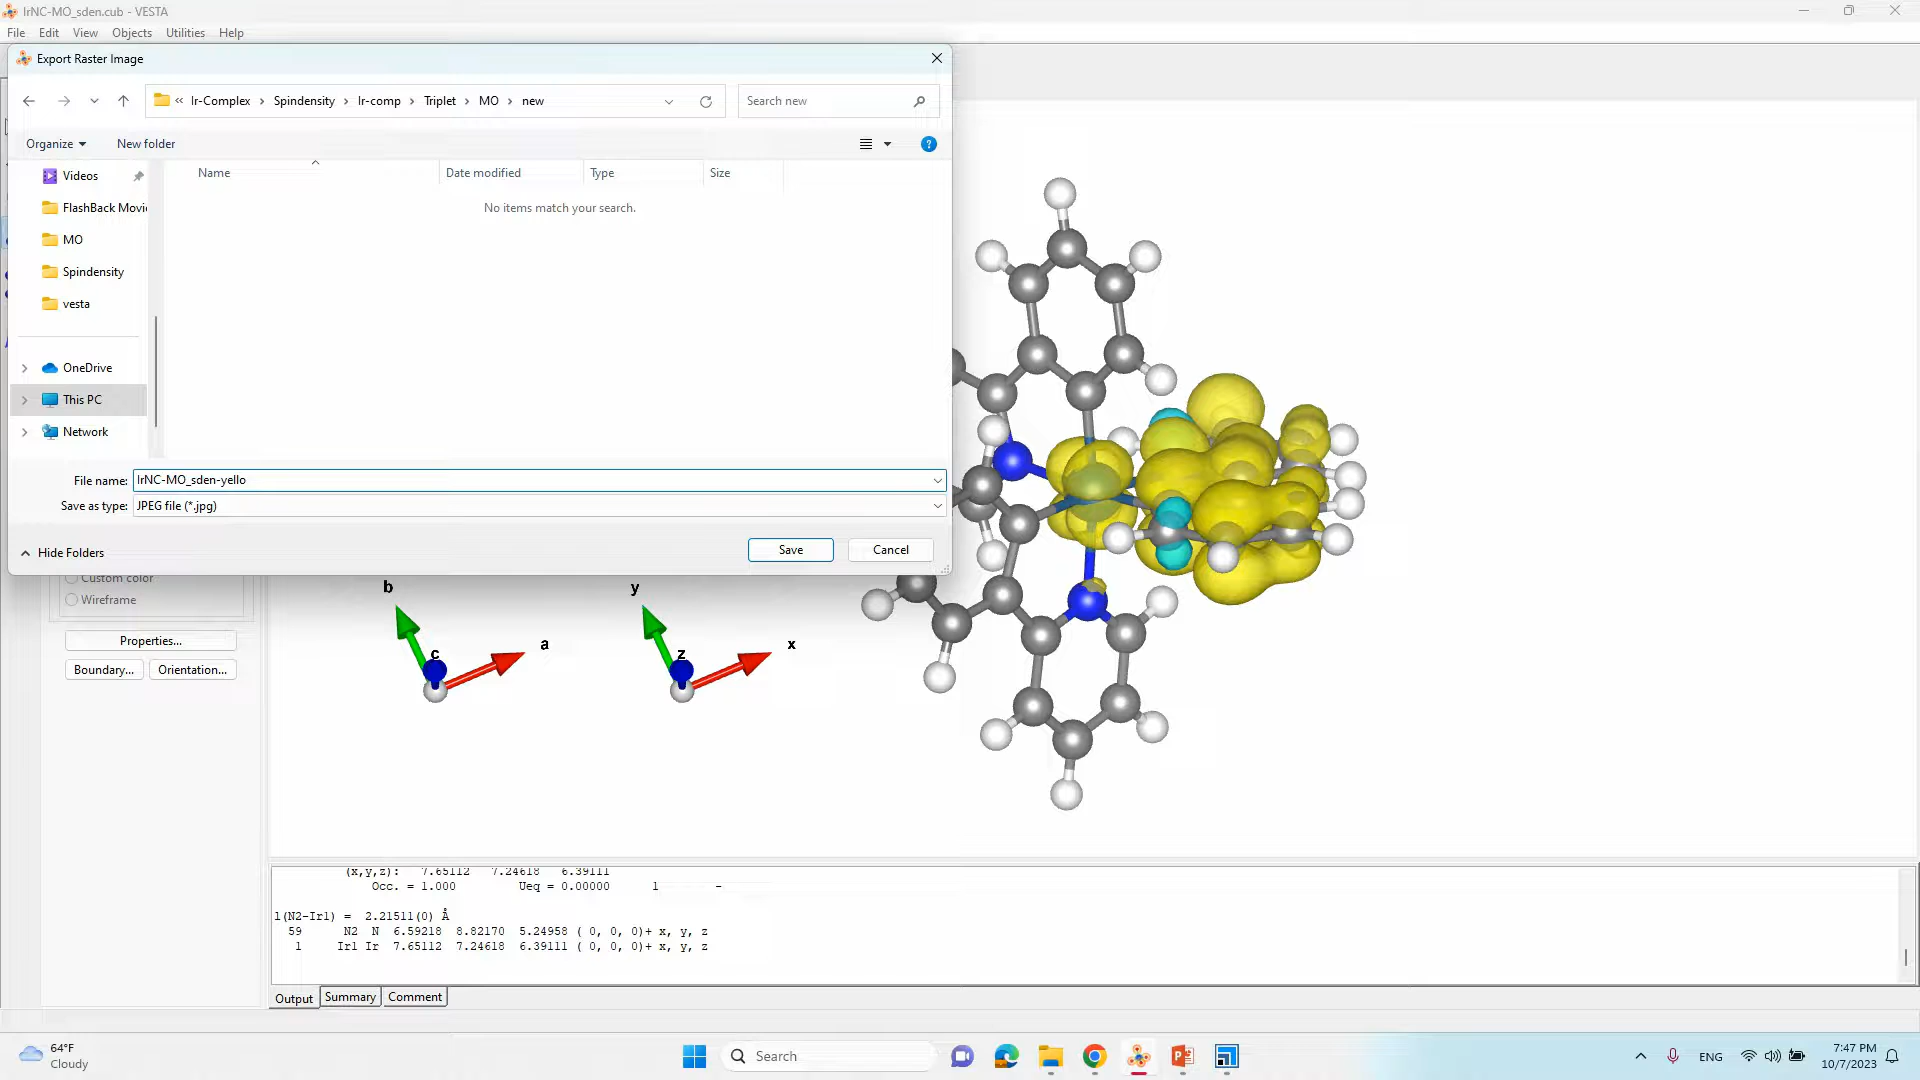 IrNC-MO_sden.cub - VESTA
File Edit View Objects Utilities Help
Export Raster Image
« Ir-Complex › Spindensity › Ir-comp › Triplet › MO › new
Search new
Organize
New folder
Name
Date modified
Type
Size
No items match your search.
Videos
FlashBack Movi
MO
Spindensity
vesta
OneDrive
This PC
Network
File name: IrNC-MO_sden-yello
Save as type: JPEG file (*.jpg)
Hide Folders
Save
Cancel
Custom color
Wireframe
Properties...
Boundary...
Orientation...
b
c
a
y
z
x
(x,y,z): 7.65112 7.24618 6.39111
Occ. = 1.000 Ueq = 0.00000 1 -
l(N2-Ir1) = 2.21511(0) Å
59 N2 N 6.59218 8.82170 5.24958 ( 0, 0, 0)+ x, y, z
1 Ir1 Ir 7.65112 7.24618 6.39111 ( 0, 0, 0)+ x, y, z
Output
Summary
Comment
64°F
Cloudy
Search
ENG
7:47 PM
10/7/2023